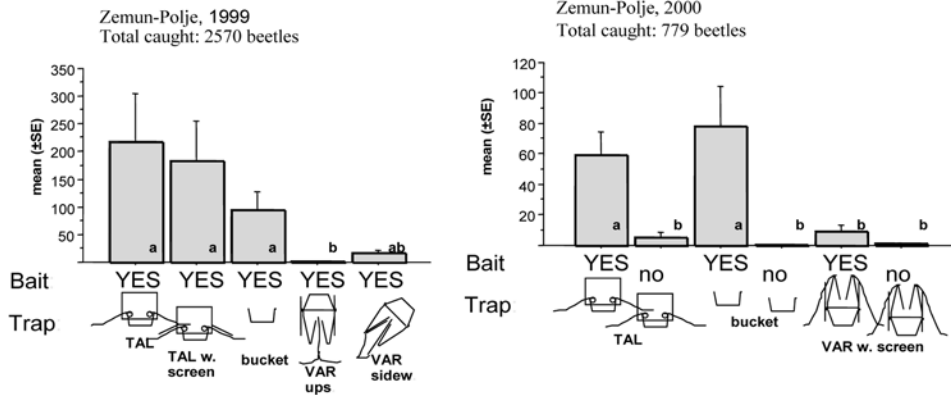 Zemun-Polje, 1999
Total caught: 2570 beetles
mean (±SE)
350
300
250
200
150
100
50
a
a
a
b
ab
Bait
YES YES YES YES YES
Trap:
TAL
TAL w.
screen
bucket
VAR
ups
VAR
sidew
Zemun-Polje, 2000
Total caught: 779 beetles
mean (±SE)
120
100
80
60
40
20
a
b
a
b
b
b
Bait
YES no YES no YES no
Trap:
TAL
bucket
VAR w. screen